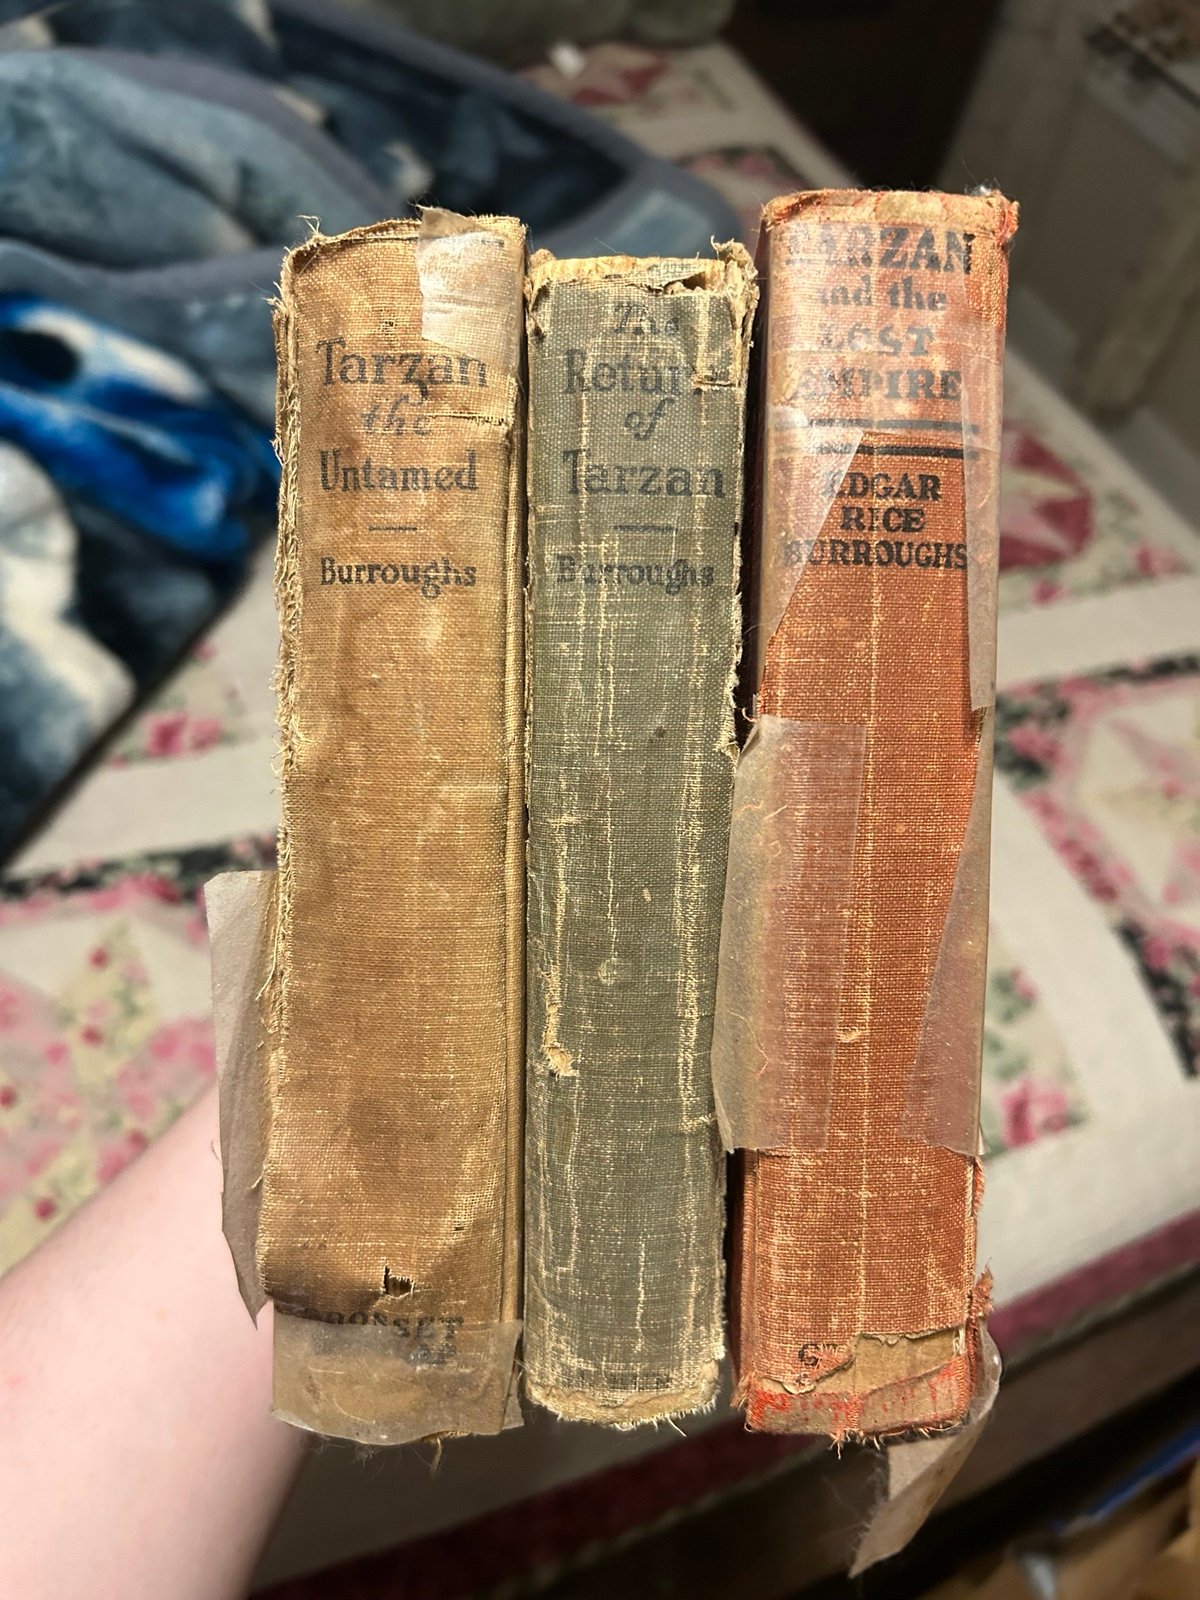 Tarzan
the
Untamed
Burroughs
The
Return
of
Tarzan
Burroughs
TARZAN
and the
LOST
EMPIRE
EDGAR
RICE
BURROUGHS